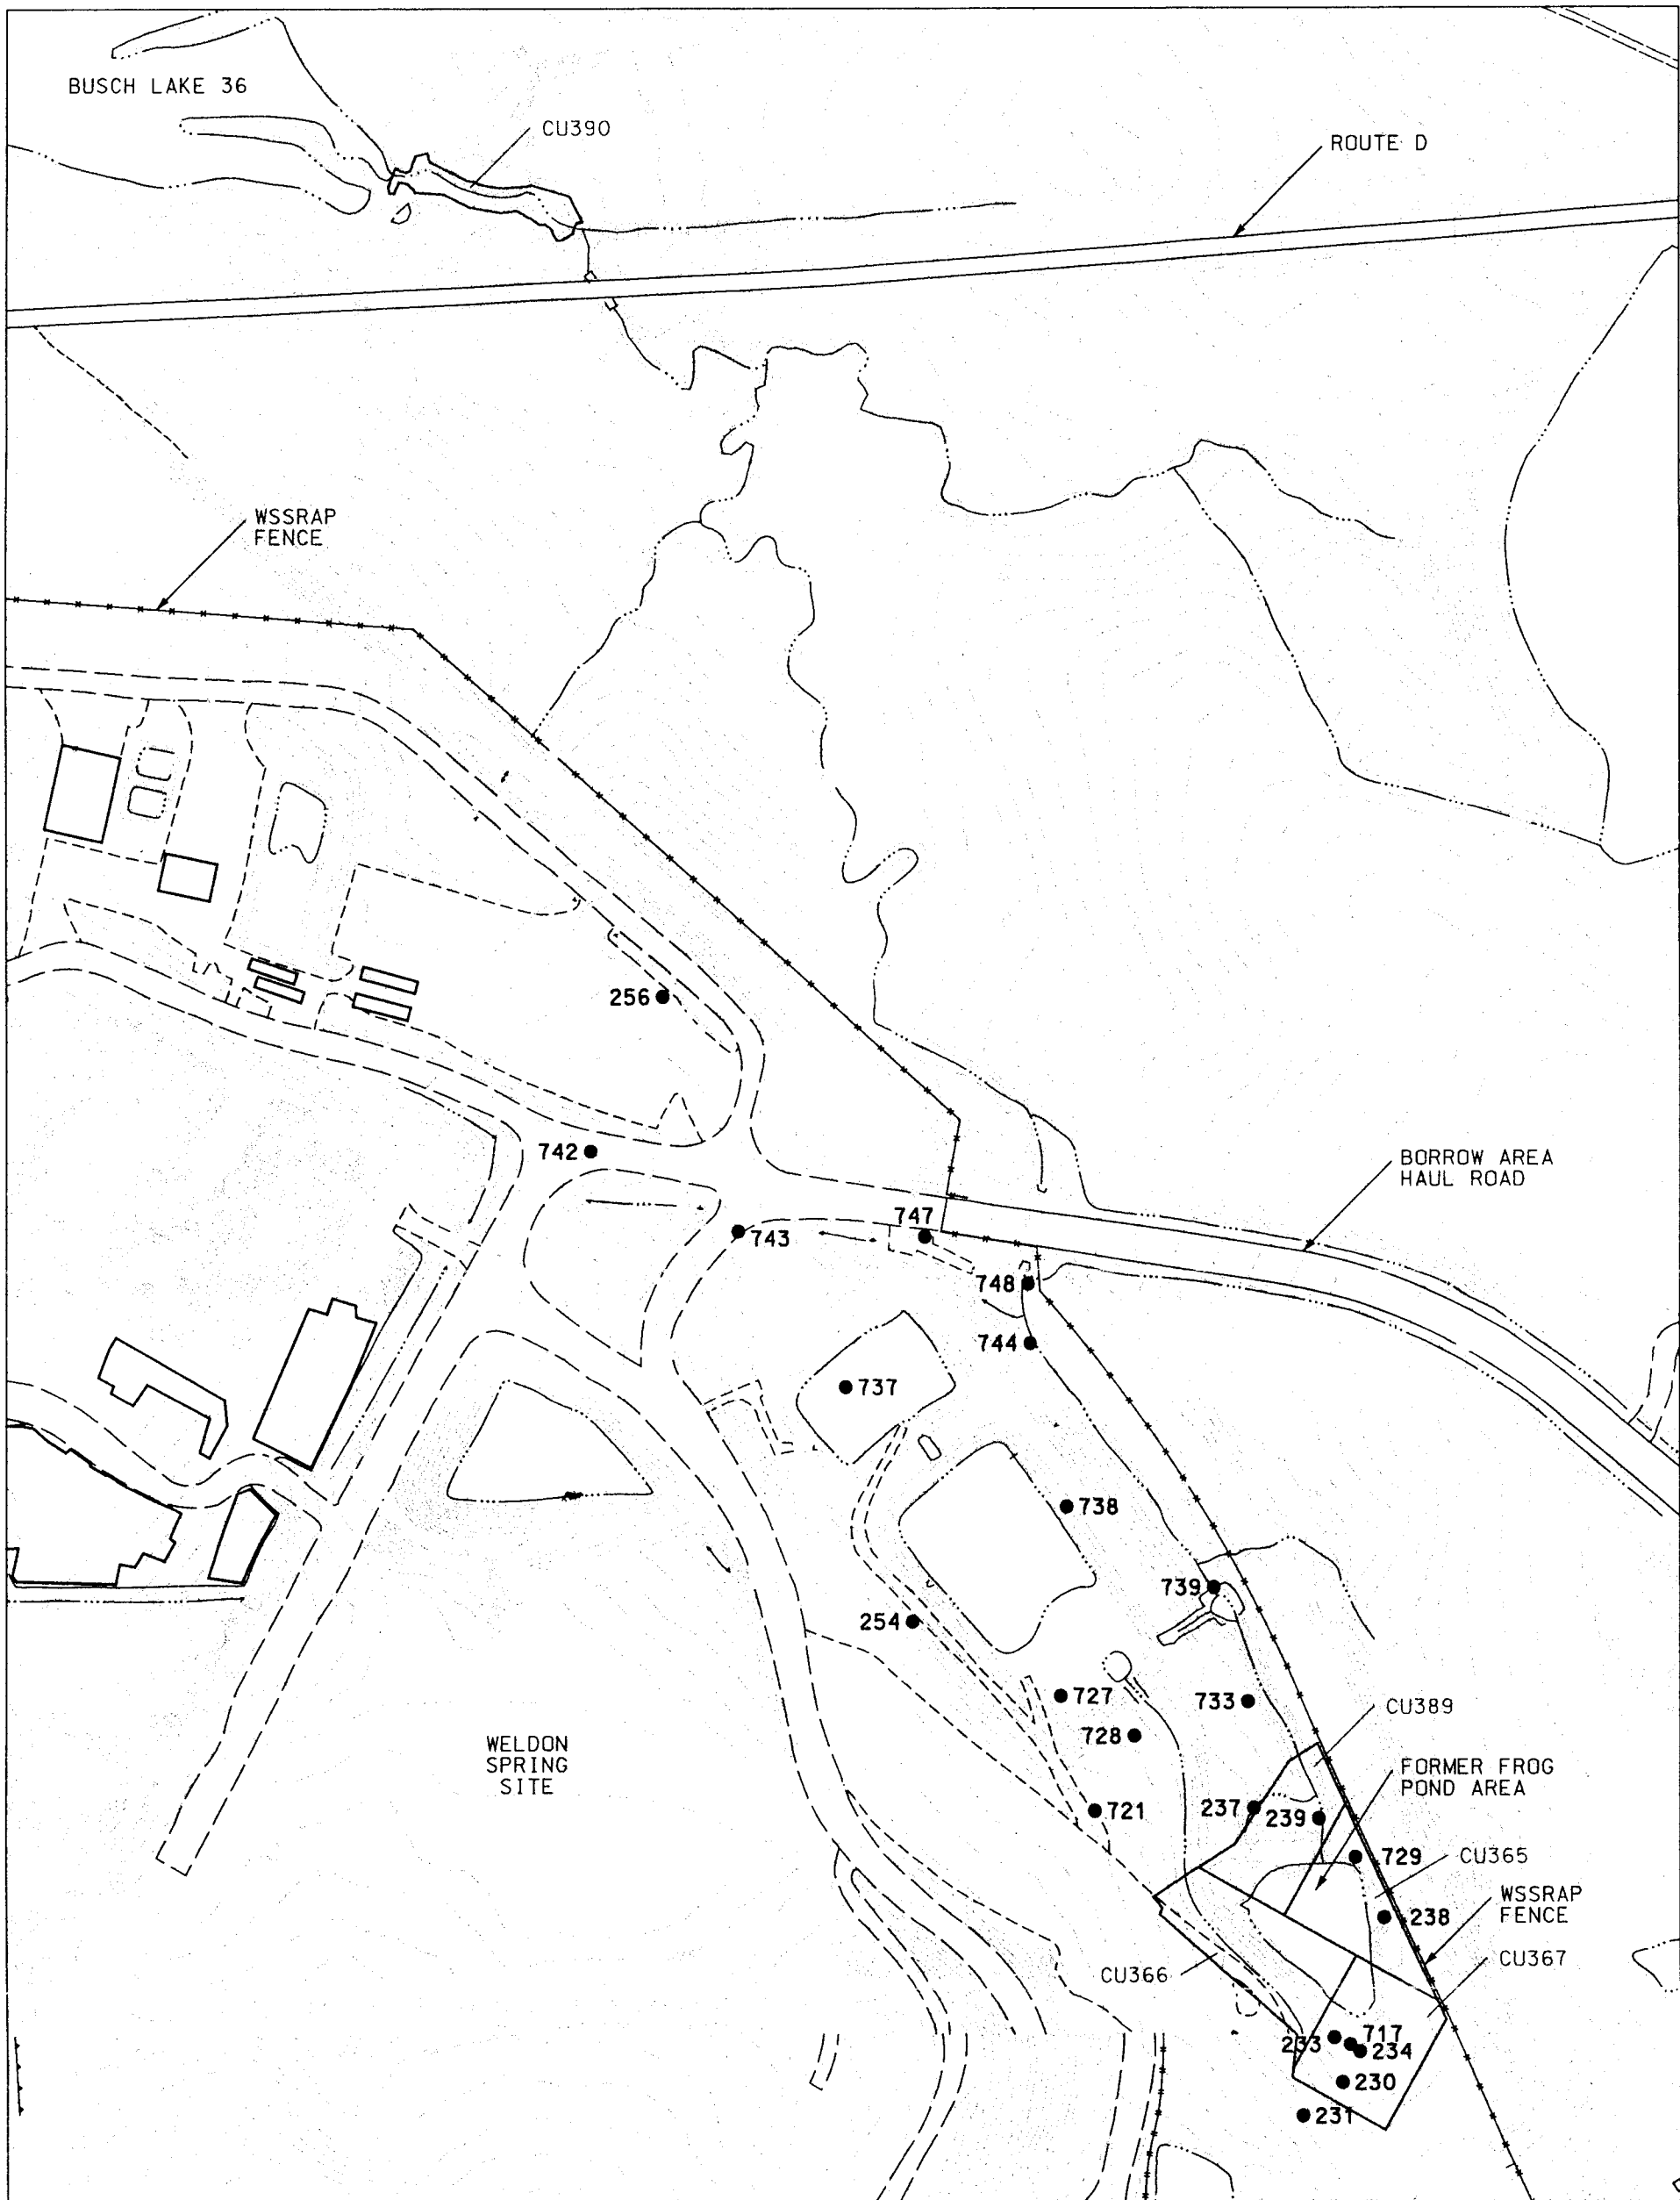 BUSCH LAKE 36
CU390
ROUTE D
WSSRAP
FENCE
256
742
BORROW AREA
HAUL ROAD
743
747
748
744
737
738
739
254
727
733
728
CU389
WELDON
SPRING
SITE
FORMER FROG
POND AREA
721
237
239
729
CU365
238
WSSRAP
FENCE
CU366
CU367
233
717
234
230
231